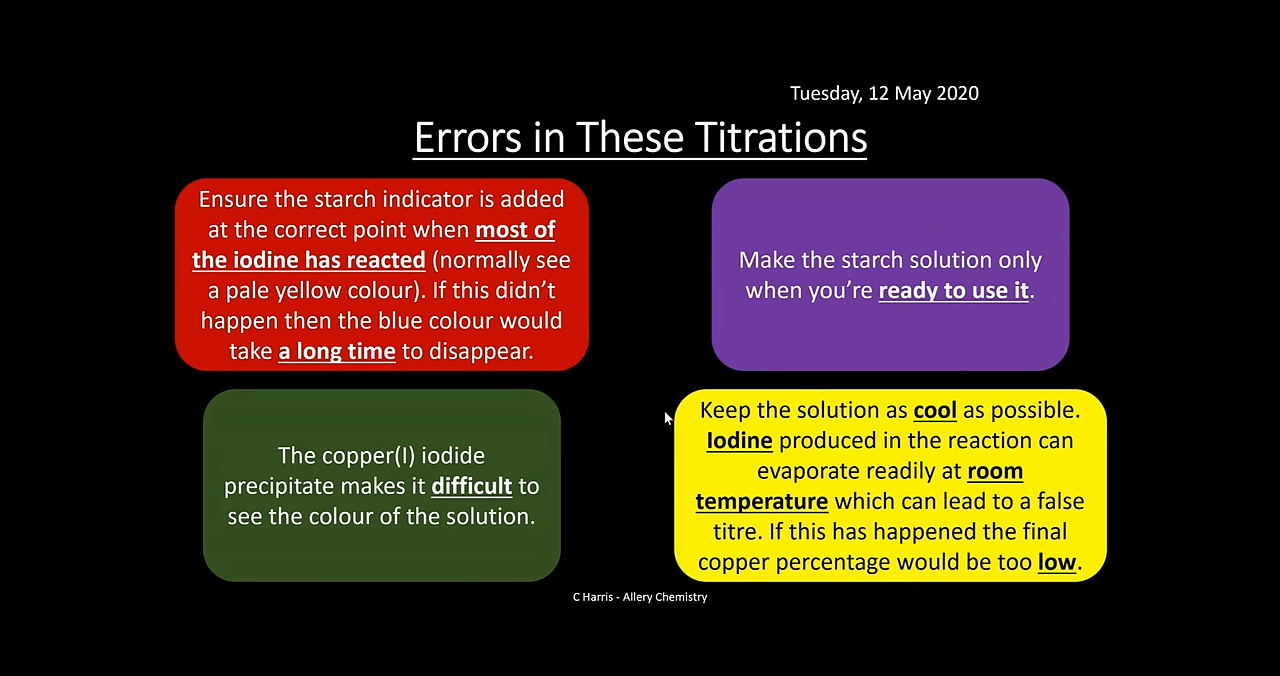 Tuesday, 12 May 2020
Errors in These Titrations
Ensure the starch indicator is added
at the correct point when most of
the iodine has reacted (normally see
a pale yellow colour). If this didn’t
happen then the blue colour would
take a long time to disappear.
Make the starch solution only
when you’re ready to use it.
The copper(I) iodide
precipitate makes it difficult to
see the colour of the solution.
Keep the solution as cool as possible.
Iodine produced in the reaction can
evaporate readily at room
temperature which can lead to a false
titre. If this has happened the final
copper percentage would be too low.
C Harris - Allery Chemistry